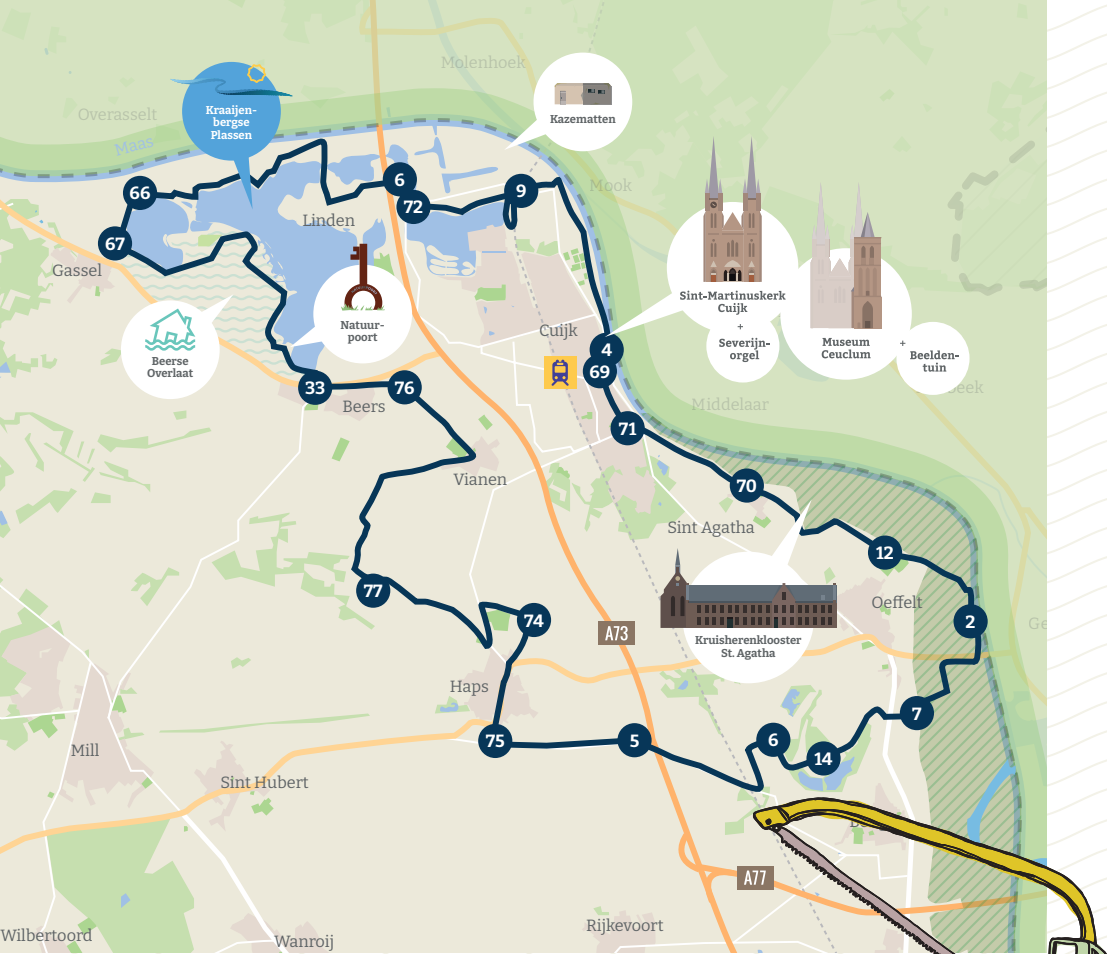 Molenhoek
Overasselt
Maas
Kraaijen-
bergse
Plassen
Kazematten
66
6
72
9
Mook
Linden
67
Gassel
Sint-Martinuskerk
Cuijk
+
Severijn-
orgel
Museum
Ceuclum
+
Beelden-
tuin
Natuur-
poort
Cuijk
Beerse
Overlaat
4
69
33
76
Beers
Middelaar
71
Vianen
70
Sint Agatha
12
77
Oeffelt
74
A73
2
Kruisherenklooster
St. Agatha
Haps
7
75
5
6
14
Mill
Sint Hubert
A77
Rijkevoort
Wilbertoord
Wanroij